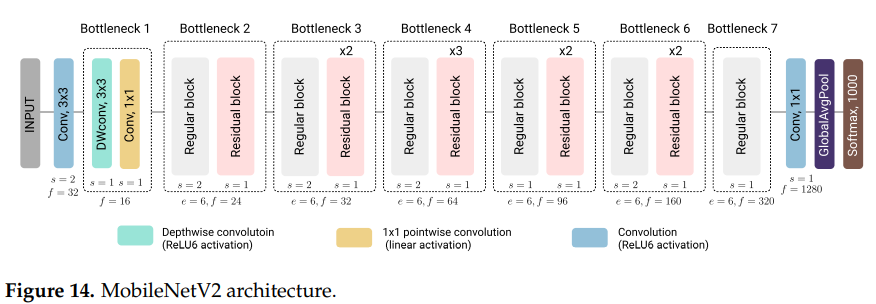 Bottleneck 1 Bottleneck 2 Bottleneck 3 Bottleneck 4 Bottleneck 5 Bottleneck 6 Bottleneck 7
x2 x3 x2 x2
INPUT
Conv, 3x3
DWconv, 3x3
Conv, 1x1
Regular block
Residual block
Regular block
Residual block
Regular block
Residual block
Regular block
Residual block
Regular block
Residual block
Regular block
Conv, 1x1
GlobalAvgPool
Softmax, 1000
s = 2 s = 1 s = 1 s = 2 s = 1 s = 2 s = 1 s = 2 s = 1 s = 1 s = 1 s = 2 s = 1 s = 1 s = 1
f = 32 f = 16 e = 6, f = 24 e = 6, f = 32 e = 6, f = 64 e = 6, f = 96 e = 6, f = 160 e = 6, f = 320 f = 1280
Depthwise convolutoin
(ReLU6 activation)
1x1 pointwise convolution
(linear activation)
Convolution
(ReLU6 activation)
Figure 14. MobileNetV2 architecture.